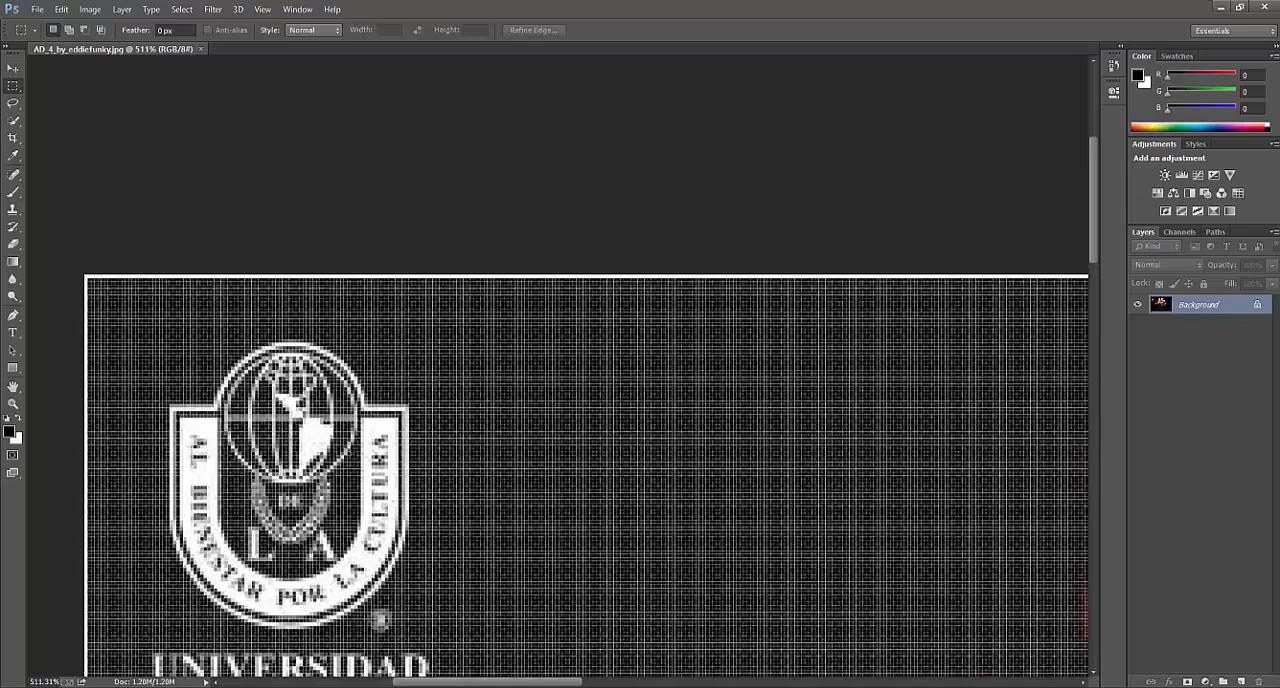 Ps File Edit Image Layer Type Select Filter 3D View Window Help
Feather: 0 px Anti-alias Style: Normal Width: Height: Refine Edge... Essentials
AD_4_by_eddiefunky.jpg @ 511% (RGB/8#) ×
Color Swatches
R 0
G 0
B 0
Adjustments Styles
Add an adjustment
Layers Channels Paths
Kind
Normal Opacity: 100%
Lock: Fill: 100%
Background
AL BIENESTAR POR LA CULTURA
UNIVERSIDAD
511.31% Doc: 1.20M/1.20M